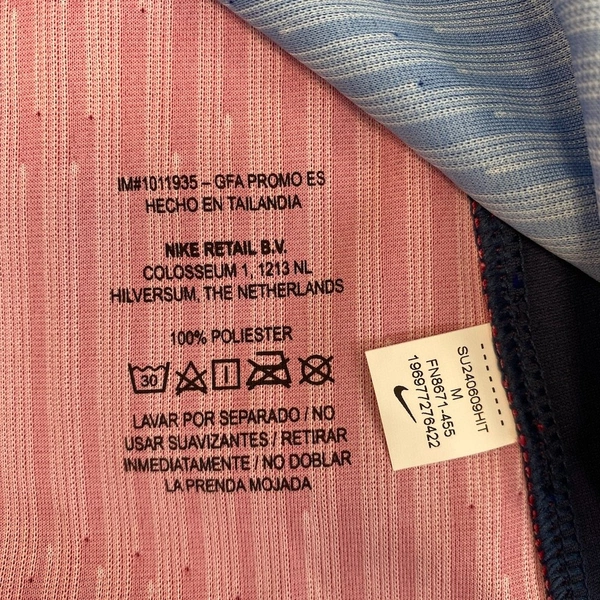 IM#1011935 – GFA PROMO ES
HECHO EN TAILANDIA
NIKE RETAIL B.V.
COLOSSEUM 1, 1213 NL
HILVERSUM, THE NETHERLANDS
100% POLIESTER
30
LAVAR POR SEPARADO / NO
USAR SUAVIZANTES / RETIRAR
INMEDIATAMENTE / NO DOBLAR
LA PRENDA MOJADA
SU240609HIT
M
FN8671-455
196977276422